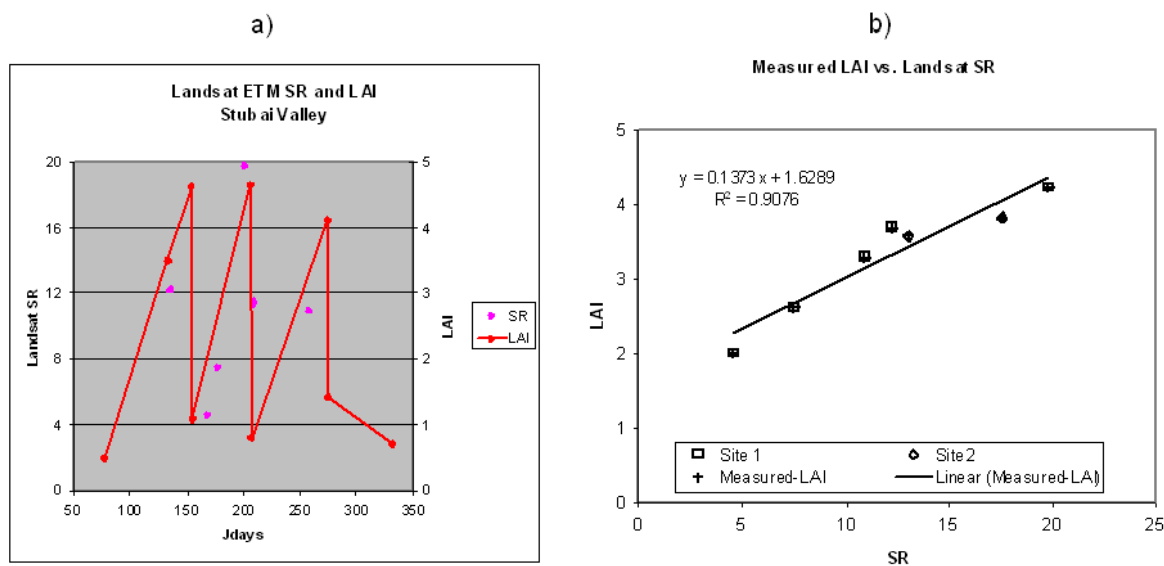 a)
Landsat ETM SR and LAI
Stubai Valley
20
16
12
8
4
0
Landsat SR
5
4
3
2
1
0
LAI
50 100 150 200 250 300 350
Jdays
SR
LAI
b)
Measured LAI vs. Landsat SR
y = 0.1373 x + 1.6289
R² = 0.9076
5
4
3
2
1
0
LAI
Site 1 Site 2
Measured-LAI Linear (Measured-LAI)
0 5 10 15 20 25
SR